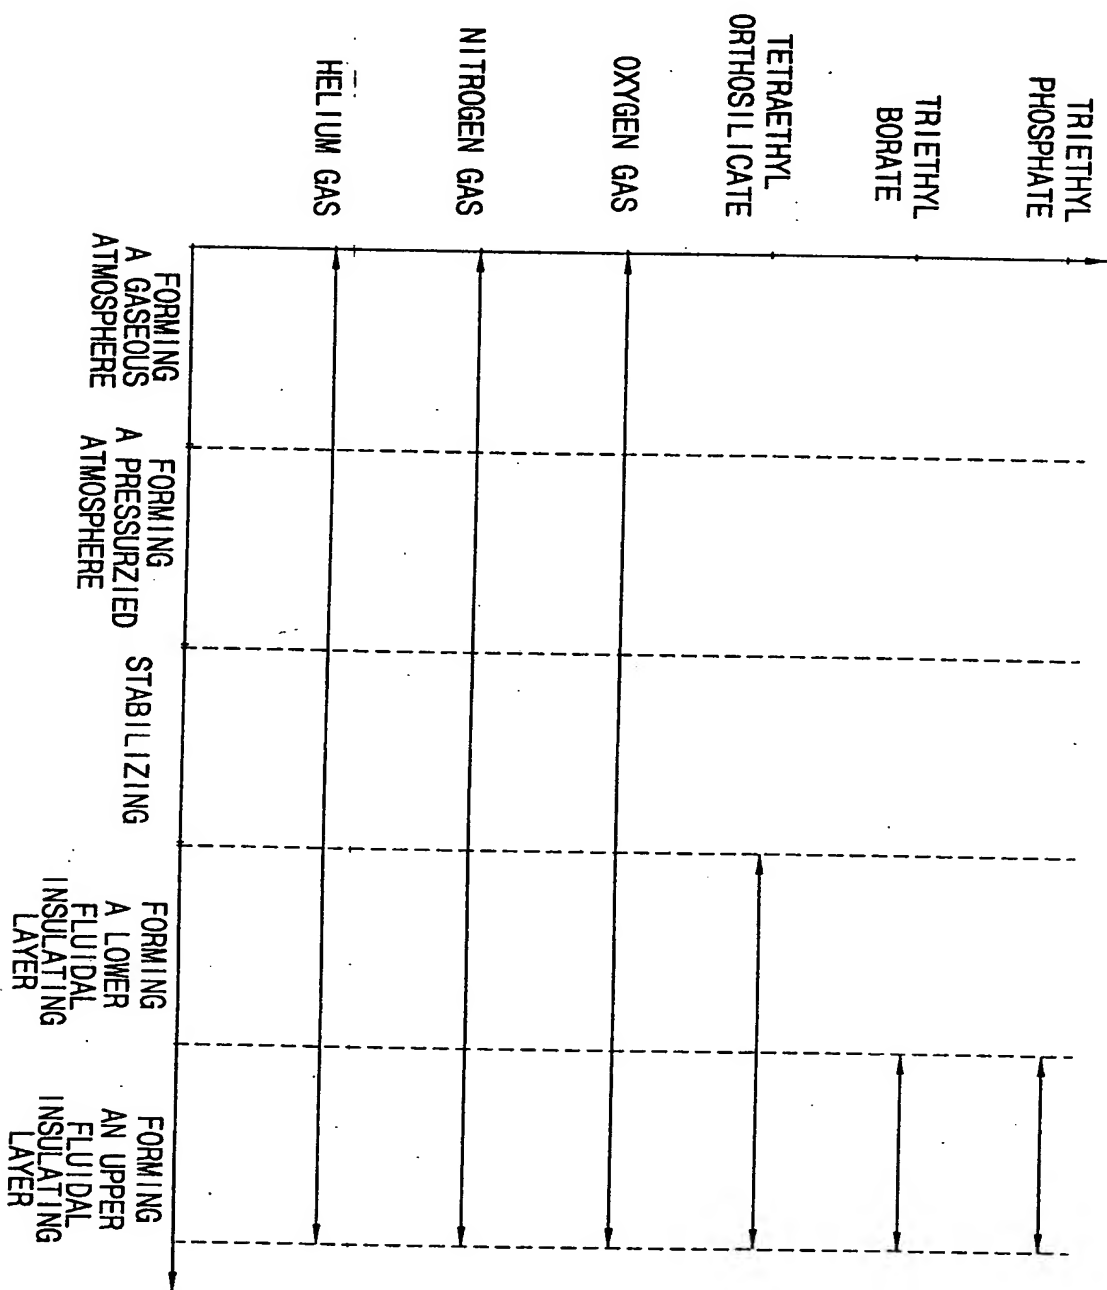 TRIETHYL
PHOSPHATE
TRIETHYL
BORATE
TETRAETHYL
ORTHOSILICATE
OXYGEN GAS
NITROGEN GAS
HELIUM GAS
FORMING
A GASEOUS
ATMOSPHERE
FORMING
A PRESSURZIED
ATMOSPHERE
STABILIZING
FORMING
A LOWER
FLUIDAL
INSULATING
LAYER
FORMING
AN UPPER
FLUIDAL
INSULATING
LAYER